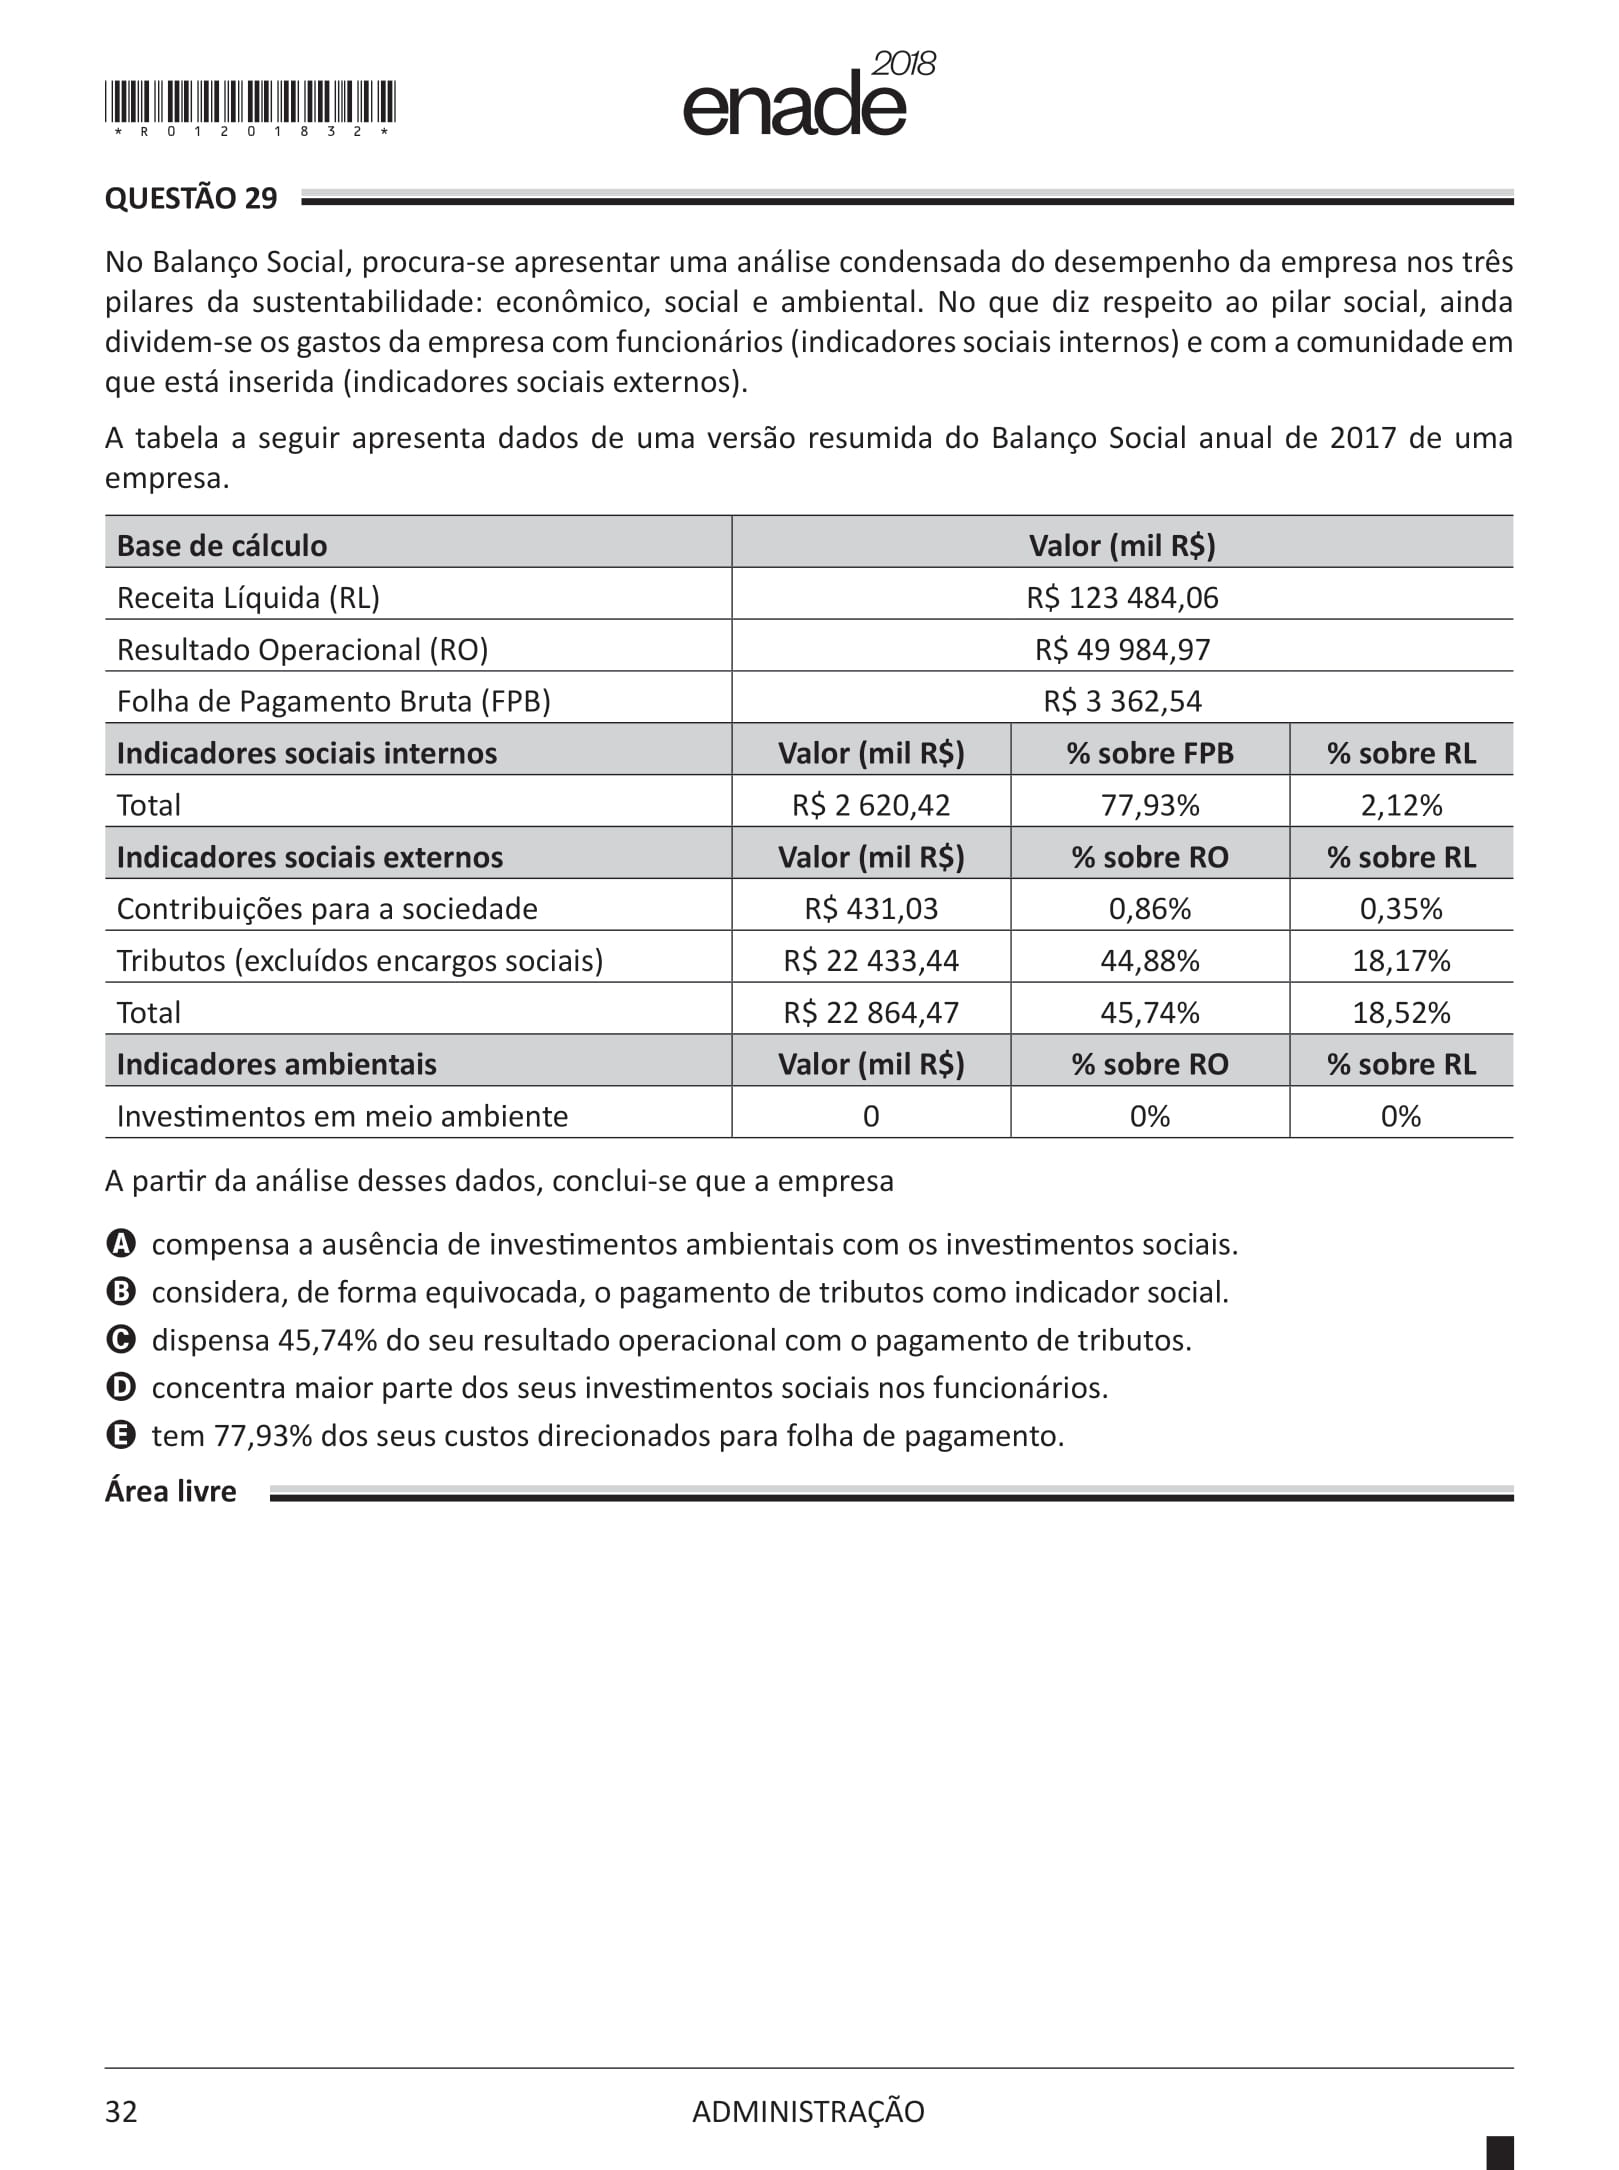 *R01201832*
enade 2018
QUESTÃO 29
No Balanço Social, procura-se apresentar uma análise condensada do desempenho da empresa nos três
pilares da sustentabilidade: econômico, social e ambiental. No que diz respeito ao pilar social, ainda
dividem-se os gastos da empresa com funcionários (indicadores sociais internos) e com a comunidade em
que está inserida (indicadores sociais externos).
A tabela a seguir apresenta dados de uma versão resumida do Balanço Social anual de 2017 de uma
empresa.
Base de cálculo Valor (mil R$)
Receita Líquida (RL) R$ 123 484,06
Resultado Operacional (RO) R$ 49 984,97
Folha de Pagamento Bruta (FPB) R$ 3 362,54
Indicadores sociais internos Valor (mil R$) % sobre FPB % sobre RL
Total R$ 2 620,42 77,93% 2,12%
Indicadores sociais externos Valor (mil R$) % sobre RO % sobre RL
Contribuições para a sociedade R$ 431,03 0,86% 0,35%
Tributos (excluídos encargos sociais) R$ 22 433,44 44,88% 18,17%
Total R$ 22 864,47 45,74% 18,52%
Indicadores ambientais Valor (mil R$) % sobre RO % sobre RL
Investimentos em meio ambiente 0 0% 0%
A partir da análise desses dados, conclui-se que a empresa
A compensa a ausência de investimentos ambientais com os investimentos sociais.
B considera, de forma equivocada, o pagamento de tributos como indicador social.
C dispensa 45,74% do seu resultado operacional com o pagamento de tributos.
D concentra maior parte dos seus investimentos sociais nos funcionários.
E tem 77,93% dos seus custos direcionados para folha de pagamento.
Área livre
32 ADMINISTRAÇÃO